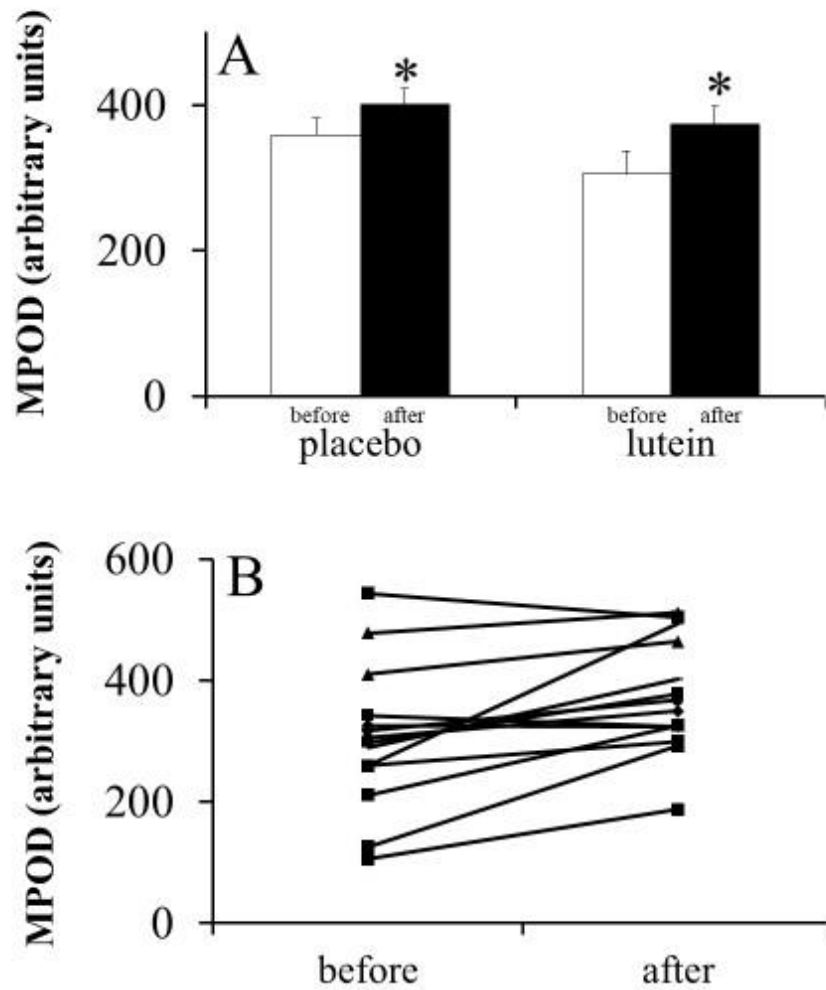 MPOD (arbitrary units)
A
400
200
0
*
*
before after before after
placebo lutein
MPOD (arbitrary units)
B
600
400
200
0
before after